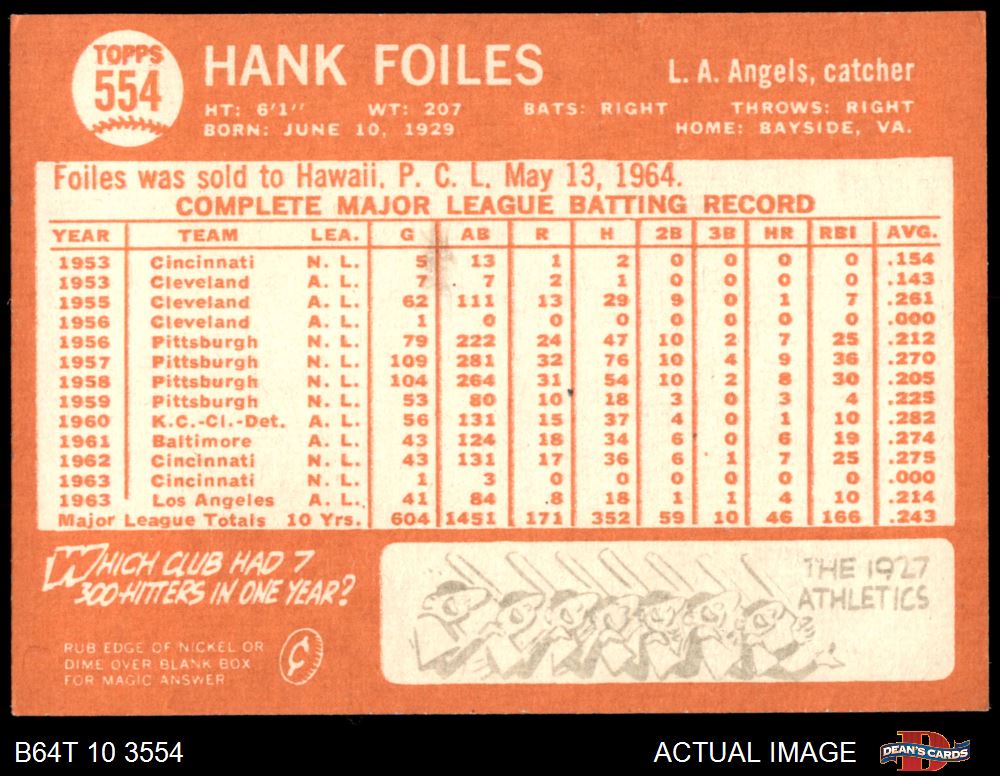 TOPPS
554
HANK FOILES
L. A. Angels, catcher
HT: 6'1'' WT: 207 BATS: RIGHT THROWS: RIGHT
BORN: JUNE 10, 1929 HOME: BAYSIDE, VA.
Foiles was sold to Hawaii, P. C. L. May 13, 1964.
COMPLETE MAJOR LEAGUE BATTING RECORD
YEAR TEAM LEA. G AB R H 2B 3B HR RBI AVG.
1953 Cincinnati N. L. 5 13 1 2 0 0 0 0 .154
1953 Cleveland A. L. 7 7 2 1 0 0 0 0 .143
1955 Cleveland A. L. 62 111 13 29 9 0 1 7 .261
1956 Cleveland A. L. 1 0 0 0 0 0 0 0 .000
1956 Pittsburgh N. L. 79 222 24 47 10 2 7 25 .212
1957 Pittsburgh N. L. 109 281 32 76 10 4 9 36 .270
1958 Pittsburgh N. L. 104 264 31 54 10 2 8 30 .205
1959 Pittsburgh N. L. 53 80 10 18 3 0 3 4 .225
1960 K.C.-Cl.-Det. A. L. 56 131 15 37 4 0 1 10 .282
1961 Baltimore A. L. 43 124 18 34 6 0 6 19 .274
1962 Cincinnati N. L. 43 131 17 36 6 1 7 25 .275
1963 Cincinnati N. L. 1 3 0 0 0 0 0 0 .000
1963 Los Angeles A. L. 41 84 8 18 1 1 4 10 .214
Major League Totals 10 Yrs. 604 1451 171 352 59 10 46 166 .243
WHICH CLUB HAD 7
300-HITTERS IN ONE YEAR?
RUB EDGE OF NICKEL OR
DIME OVER BLANK BOX
FOR MAGIC ANSWER
¢
THE 1927
ATHLETICS
B64T 10 3554
ACTUAL IMAGE
D
DEAN'S CARDS